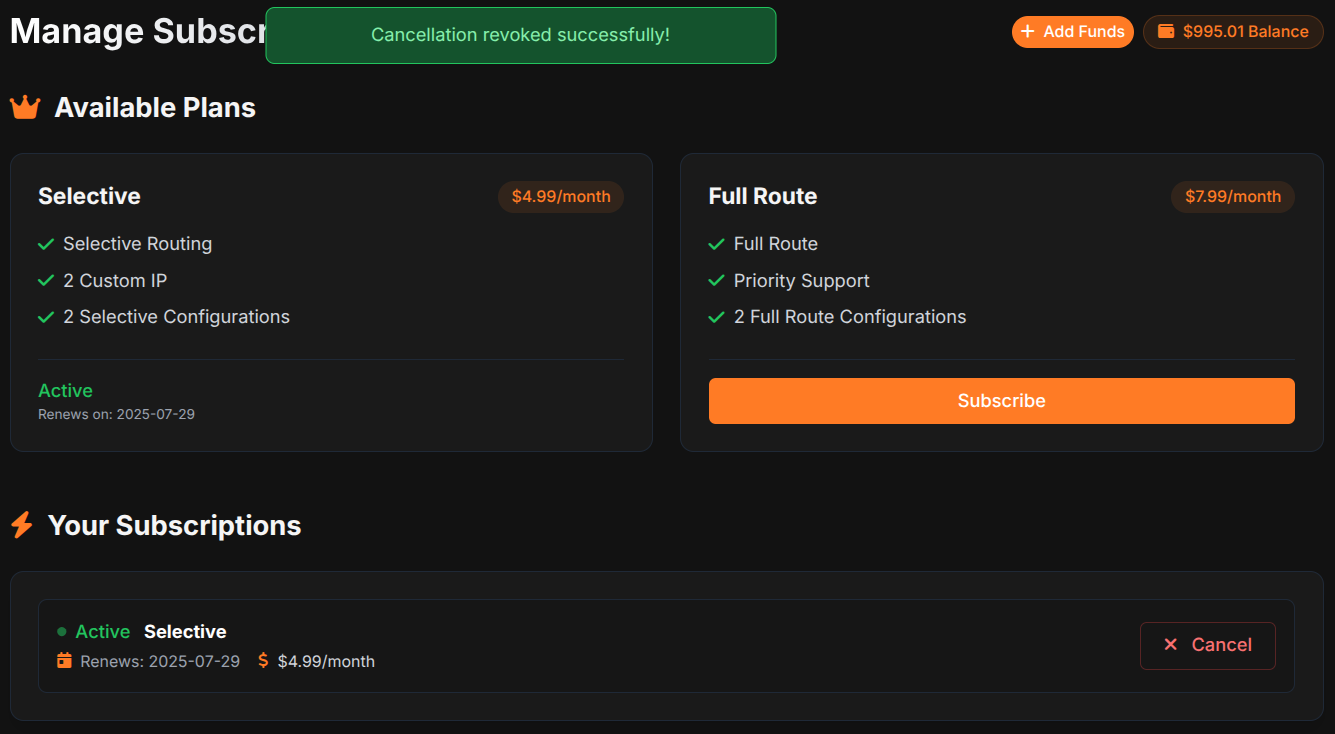 Manage Subscr
Cancellation revoked successfully!
Add Funds
$995.01 Balance
Available Plans
Selective
$4.99/month
Selective Routing
2 Custom IP
2 Selective Configurations
Active
Renews on: 2025-07-29
Full Route
$7.99/month
Full Route
Priority Support
2 Full Route Configurations
Subscribe
Your Subscriptions
Active Selective
Renews: 2025-07-29 $ $4.99/month
Cancel